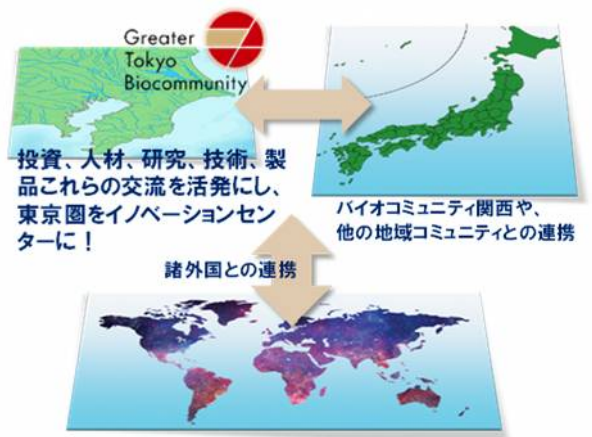 Greater
Tokyo
Biocommunity
投資、人材、研究、技術、製
品これらの交流を活発にし、
東京圏をイノベーションセン
ターに！
バイオコミュニティ関西や、
他の地域コミュニティとの連携
諸外国との連携